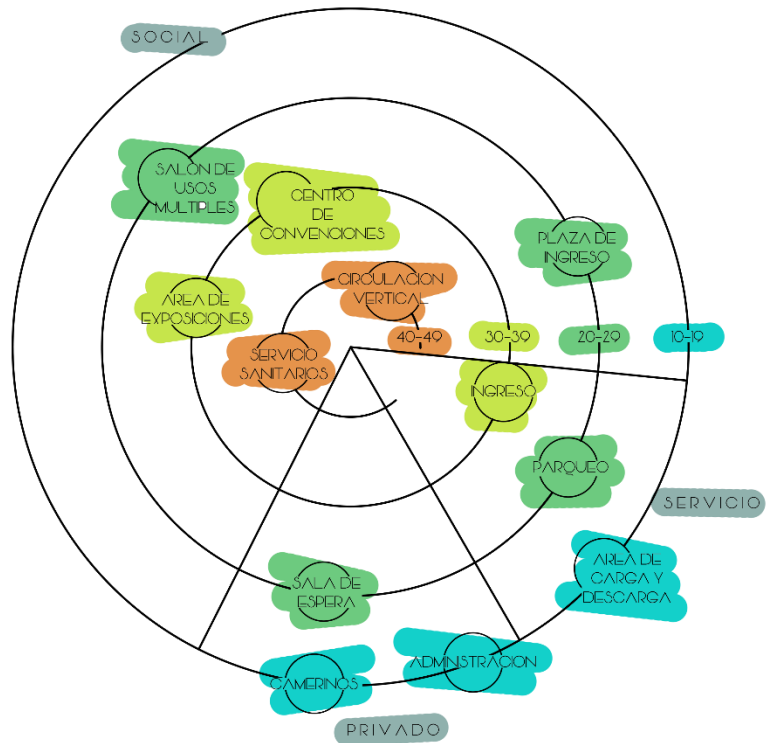 SOCIAL
SALON DE
USOS
MULTIPLES
CENTRO
DE
CONVENCIONES
PLAZA DE
INGRESO
CIRCULACION
VERTICAL
AREA DE
EXPOSICIONES
SERVICIO
SANITARIOS
40-49
30-39
20-29
10-19
INGRESO
PARQUEO
SERVICIO
AREA DE
CARGA Y
DESCARGA
SALA DE
ESPERA
ADMINISTRACION
CAMERINOS
PRIVADO